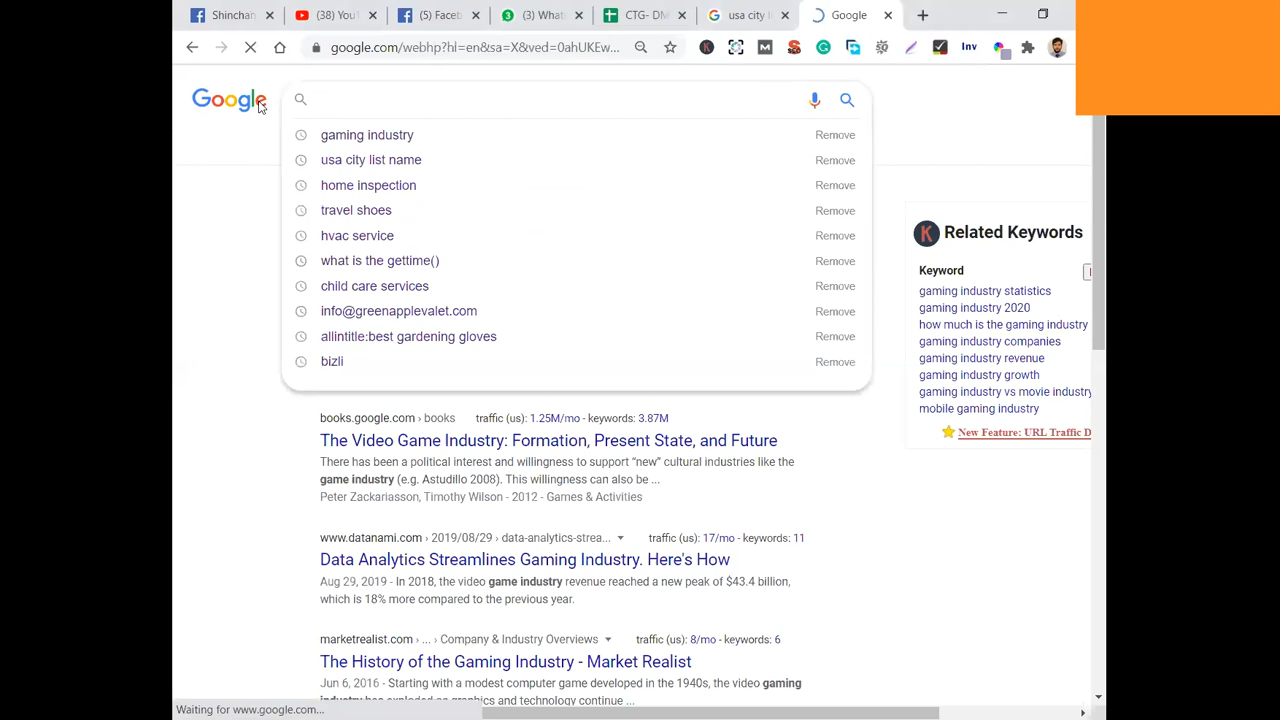 Shinchan
(38) You
(5) Faceb
(3) What
CTG- DM
usa city l
Google
google.com/webhp?hl=en&sa=X&ved=0ahUKEw...
Inv
Google
gaming industry Remove
usa city list name Remove
home inspection Remove
travel shoes Remove
hvac service Remove
what is the gettime() Remove
child care services Remove
info@greenapplevalet.com Remove
allintitle:best gardening gloves Remove
bizli Remove
K Related Keywords
Keyword
gaming industry statistics
gaming industry 2020
how much is the gaming industry
gaming industry companies
gaming industry revenue
gaming industry growth
gaming industry vs movie industry
mobile gaming industry
New Feature: URL Traffic D
books.google.com › books traffic (us): 1.25M/mo - keywords: 3.87M
The Video Game Industry: Formation, Present State, and Future
There has been a political interest and willingness to support “new” cultural industries like the
game industry (e.g. Astudillo 2008). This willingness can also be ...
Peter Zackariasson, Timothy Wilson - 2012 - Games & Activities
www.datanami.com › 2019/08/29 › data-analytics-strea... traffic (us): 17/mo - keywords: 11
Data Analytics Streamlines Gaming Industry. Here's How
Aug 29, 2019 - In 2018, the video game industry revenue reached a new peak of $43.4 billion,
which is 18% more compared to the previous year.
marketrealist.com › ... › Company & Industry Overviews traffic (us): 8/mo - keywords: 6
The History of the Gaming Industry - Market Realist
Jun 6, 2016 - Starting with a modest computer game developed in the 1940s, the video gaming
industry has exploded as graphics and technology continue ...
Waiting for www.google.com...